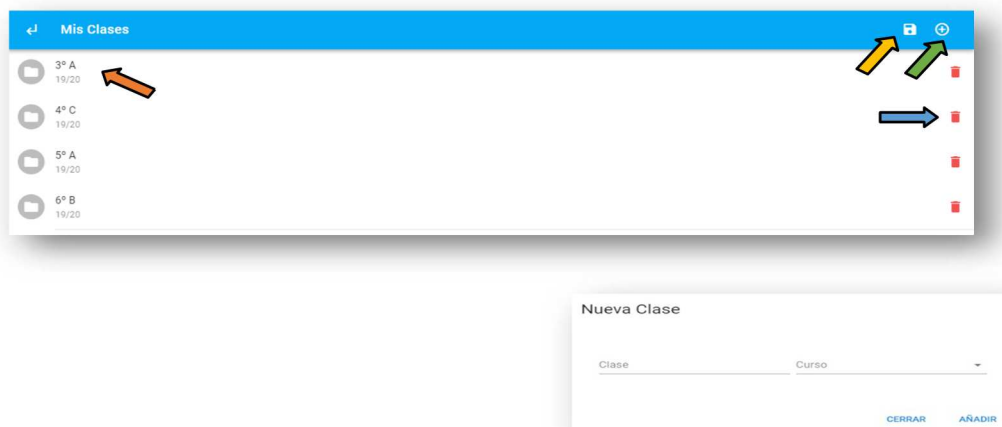 Mis Clases
3º A
19/20
4º C
19/20
5º A
19/20
6º B
19/20
Nueva Clase
Clase Curso
CERRAR AÑADIR